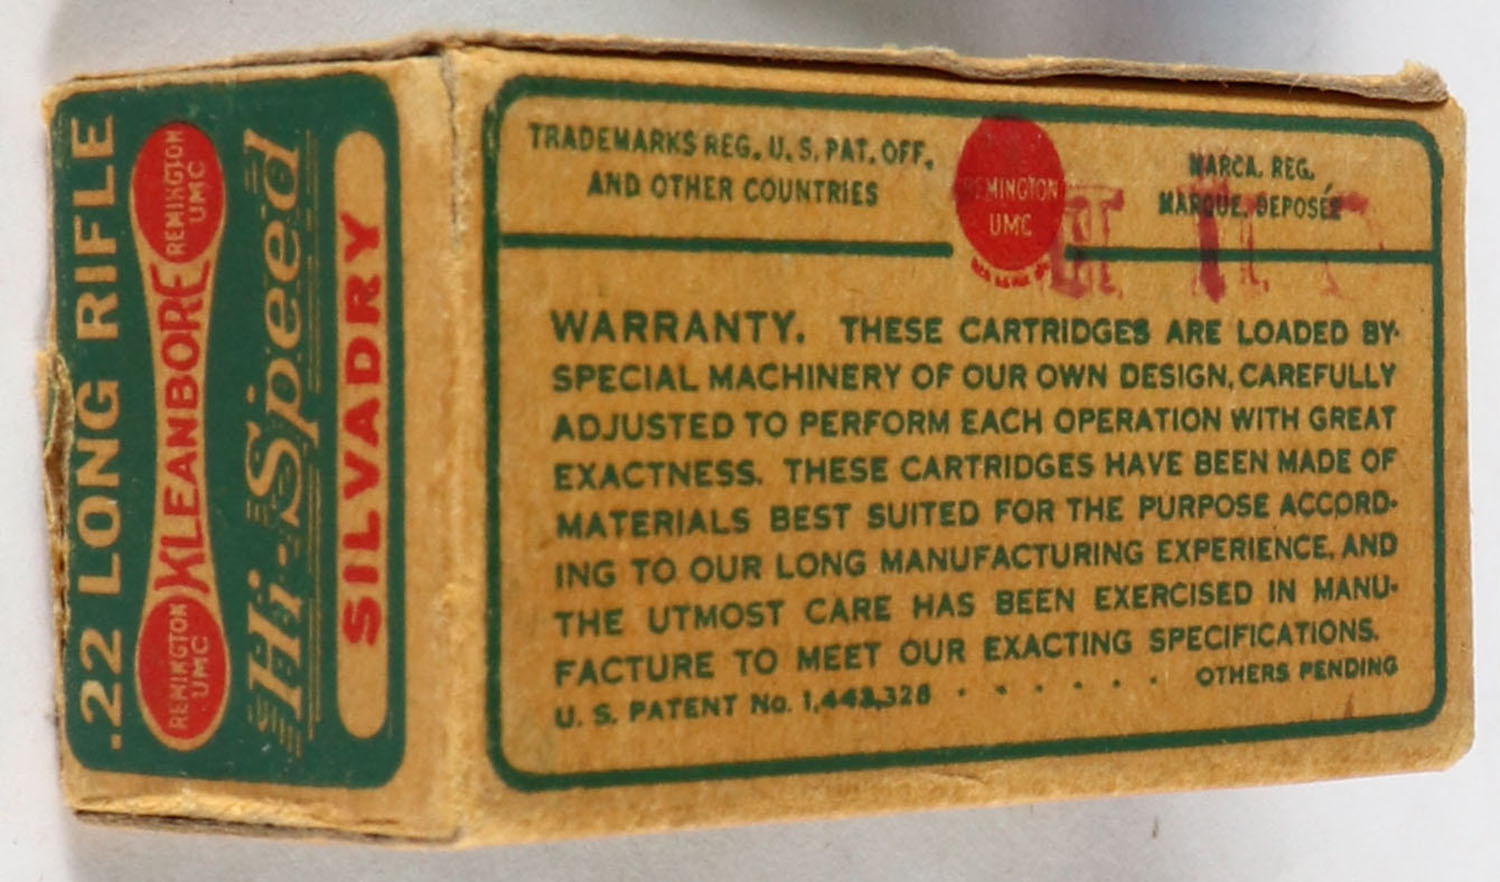 .22 LONG RIFLE
REMINGTON
UMC
KLEANBORE
REMINGTON
UMC
Hi-Speed
SILVADRY
TRADEMARKS REG. U. S. PAT. OFF.
AND OTHER COUNTRIES
REMINGTON
UMC
MARCA. REG.
MARQUE. DEPOSÉE
WARRANTY. THESE CARTRIDGES ARE LOADED BY
SPECIAL MACHINERY OF OUR OWN DESIGN, CAREFULLY
ADJUSTED TO PERFORM EACH OPERATION WITH GREAT
EXACTNESS. THESE CARTRIDGES HAVE BEEN MADE OF
MATERIALS BEST SUITED FOR THE PURPOSE ACCORD-
ING TO OUR LONG MANUFACTURING EXPERIENCE, AND
THE UTMOST CARE HAS BEEN EXERCISED IN MANU-
FACTURE TO MEET OUR EXACTING SPECIFICATIONS.
U. S. PATENT No. 1,443,328 . . . . . . OTHERS PENDING